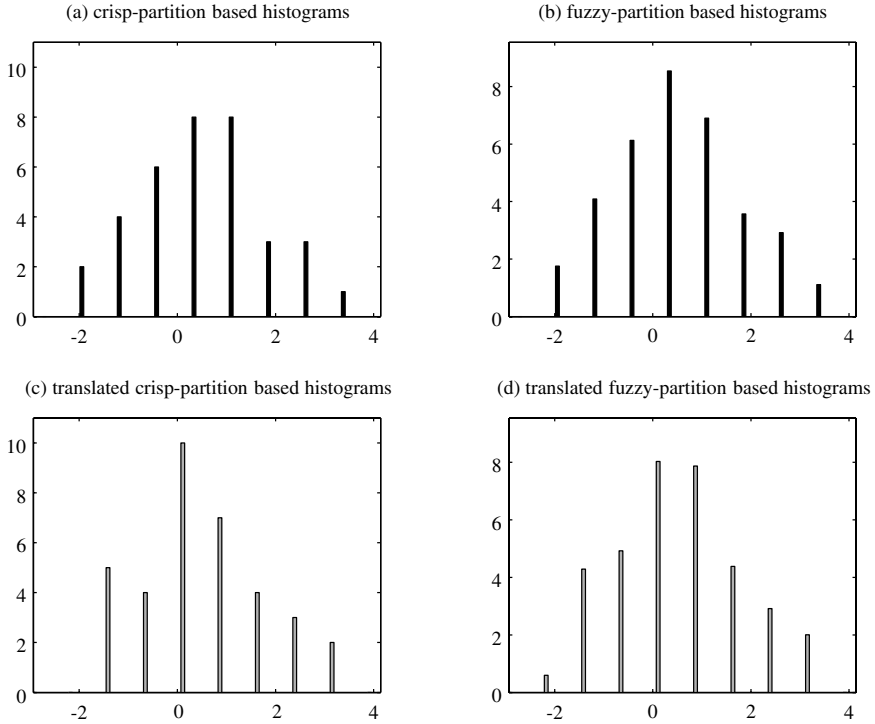 (a) crisp-partition based histograms
(b) fuzzy-partition based histograms
10
8
6
4
2
0
-2 0 2 4
8
6
4
2
0
-2 0 2 4
(c) translated crisp-partition based histograms
(d) translated fuzzy-partition based histograms
10
8
6
4
2
0
-2 0 2 4
8
6
4
2
0
-2 0 2 4